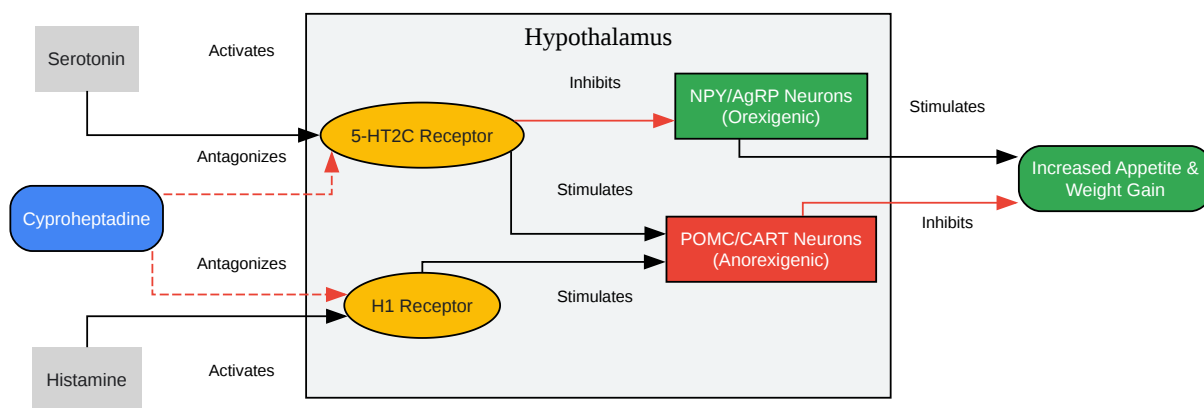 Hypothalamus
Serotonin
Activates
Inhibits
NPY/AgRP Neurons
(Orexigenic)
Stimulates
5-HT2C Receptor
Antagonizes
Stimulates
Increased Appetite &
Weight Gain
Cyproheptadine
Inhibits
POMC/CART Neurons
(Anorexigenic)
Antagonizes
Stimulates
H1 Receptor
Histamine
Activates